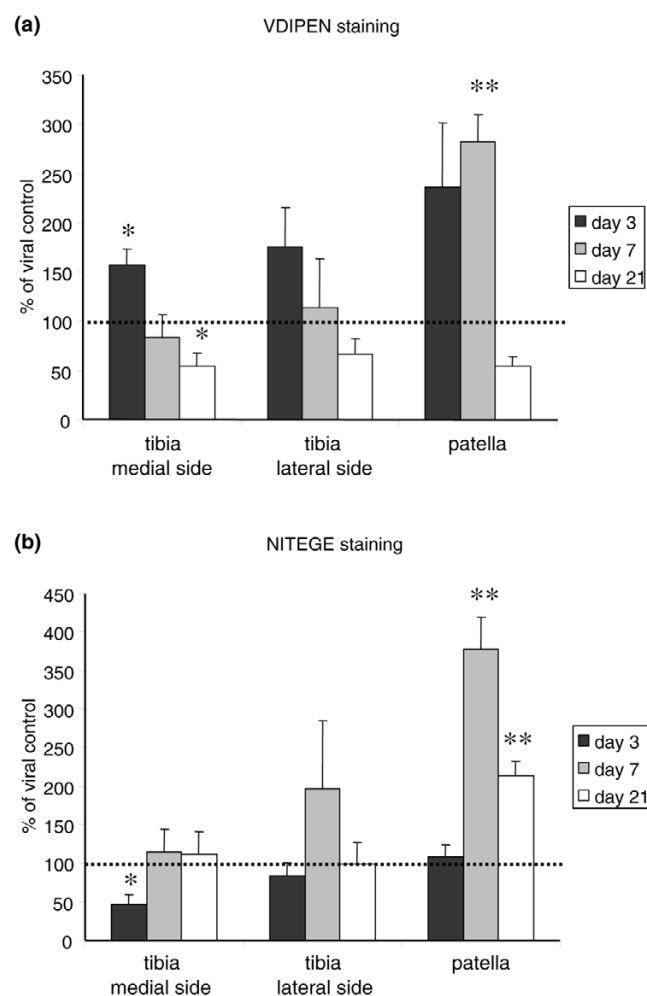 (a)
VDIPEN staining
% of viral control
350
300
250
200
150
100
50
0
*
*
**
day 3
day 7
day 21
tibia
medial side
tibia
lateral side
patella
(b)
NITEGE staining
% of viral control
450
400
350
300
250
200
150
100
50
0
*
**
**
day 3
day 7
day 21
tibia
medial side
tibia
lateral side
patella